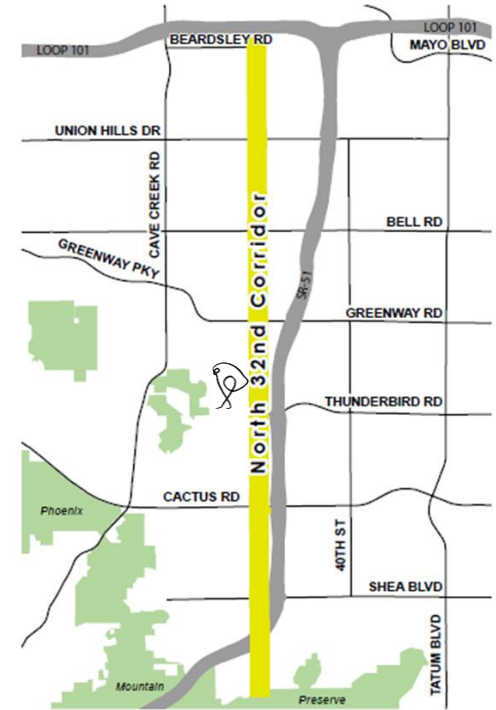 LOOP 101
LOOP 101
BEARDSLEY RD
MAYO BLVD
UNION HILLS DR
CAVE CREEK RD
BELL RD
GREENWAY PKY
SR-51
GREENWAY RD
North 32nd Corridor
THUNDERBIRD RD
CACTUS RD
Phoenix
40TH ST
SHEA BLVD
TATUM BLVD
Mountain
Preserve